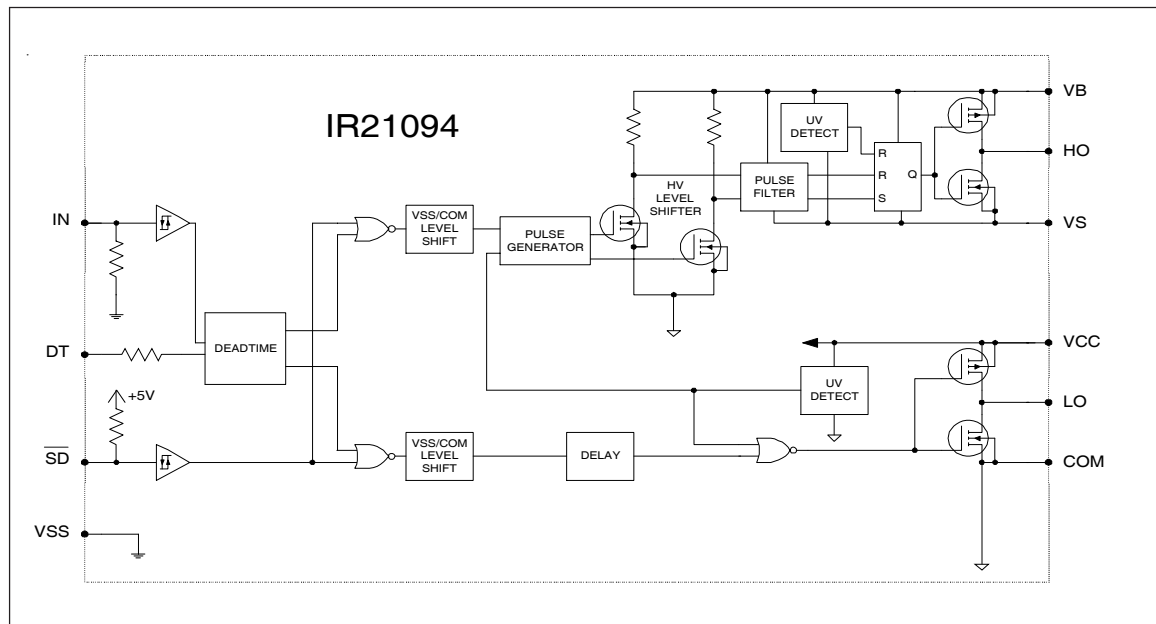 IR21094
VB
UV
DETECT
HO
R
R
S
Q
HV
LEVEL
SHIFTER
PULSE
FILTER
IN
VSS/COM
LEVEL
SHIFT
PULSE
GENERATOR
VS
DEADTIME
DT
VCC
UV
DETECT
+5V
LO
SD
VSS/COM
LEVEL
SHIFT
DELAY
COM
VSS